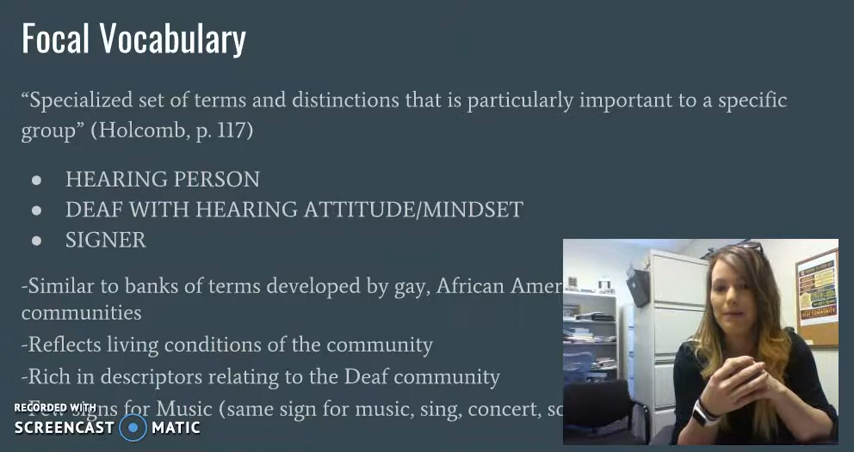 Focal Vocabulary
“Specialized set of terms and distinctions that is particularly important to a specific
group” (Holcomb, p. 117)
● HEARING PERSON
● DEAF WITH HEARING ATTITUDE/MINDSET
● SIGNER
-Similar to banks of terms developed by gay, African
communities
-Reflects living conditions of the community
-Rich in descriptors relating to the Deaf community
signs for Music (same sign for music, sing, concert,
RECORDED WITH
SCREENCAST MATIC